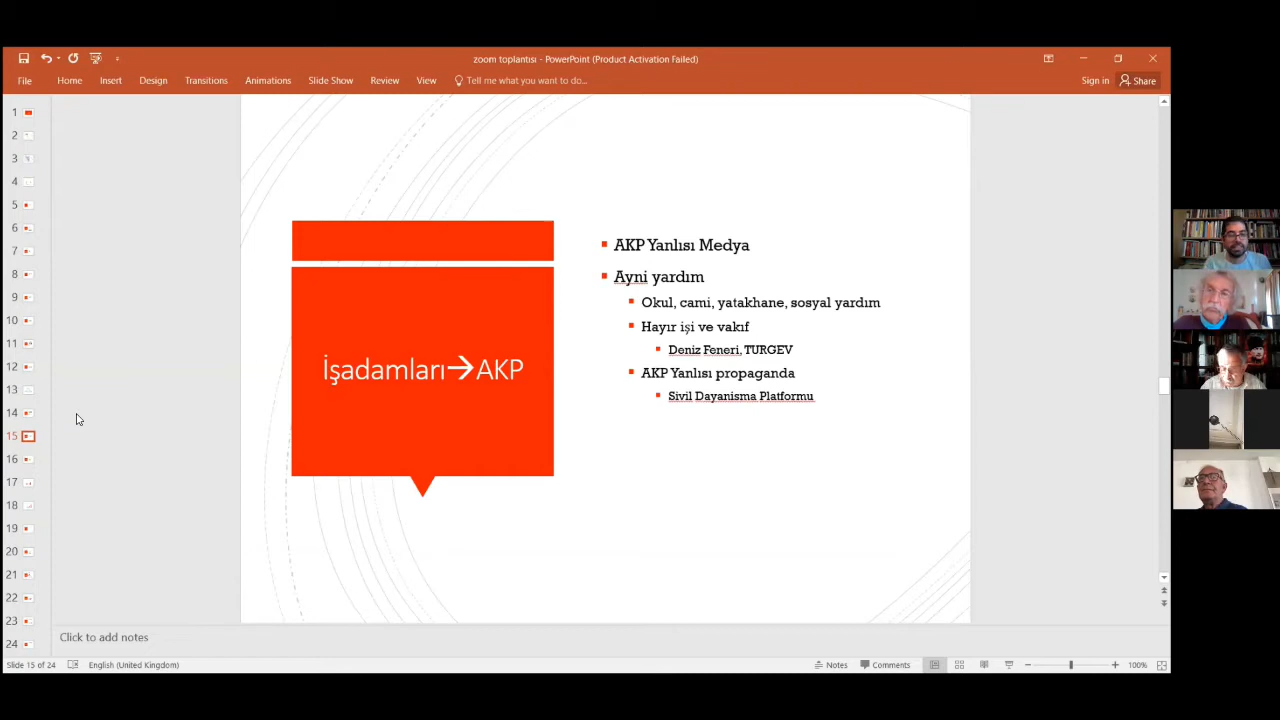 zoom toplantısı - PowerPoint (Product Activation Failed)
File Home Insert Design Transitions Animations Slide Show Review View Tell me what you want to do...
Sign in Share
1
2
3
4
5
6
7
8
9
10
11
12
13
14
15
16
17
18
19
20
21
22
23
24
İşadamları→AKP
AKP Yanlısı Medya
Ayni yardım
Okul, cami, yatakhane, sosyal yardım
Hayır işi ve vakıf
Deniz Feneri, TURGEV
AKP Yanlısı propaganda
Sivil Dayanisma Platformu
Click to add notes
Slide 15 of 24 English (United Kingdom) Notes Comments 100%